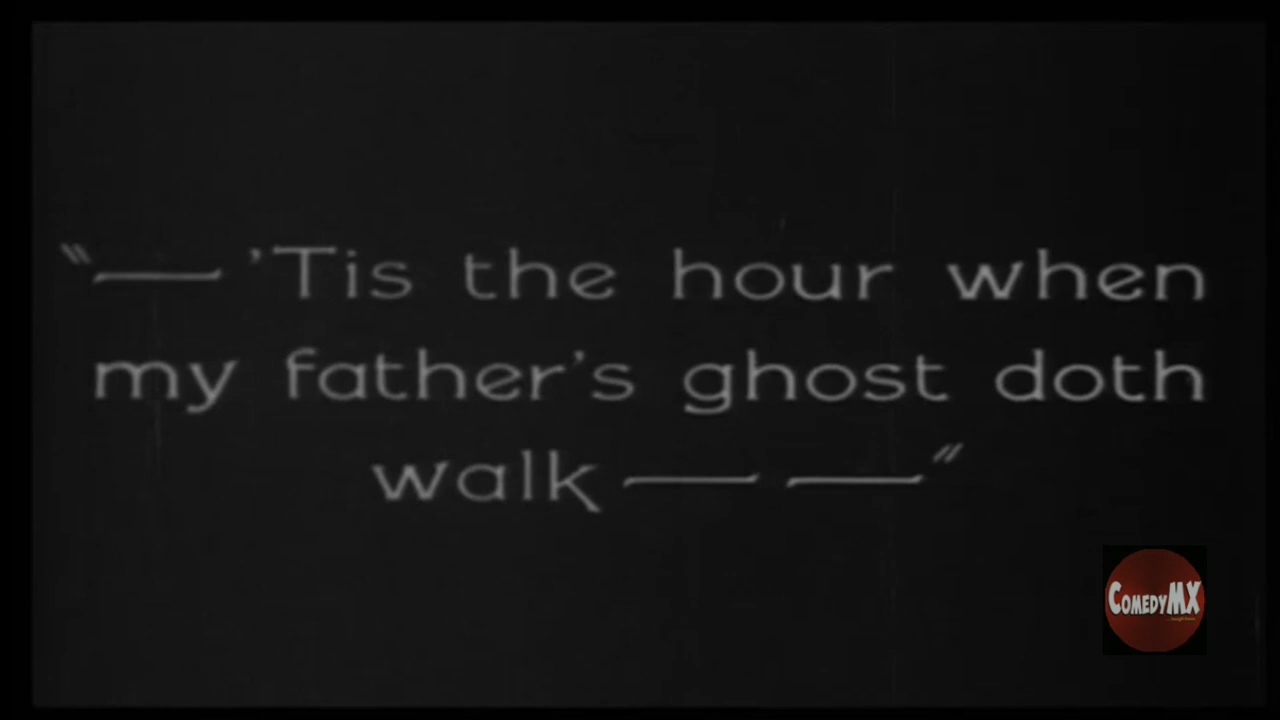 "— 'Tis the hour when
my father's ghost doth
walk — —"
COMEDYMX